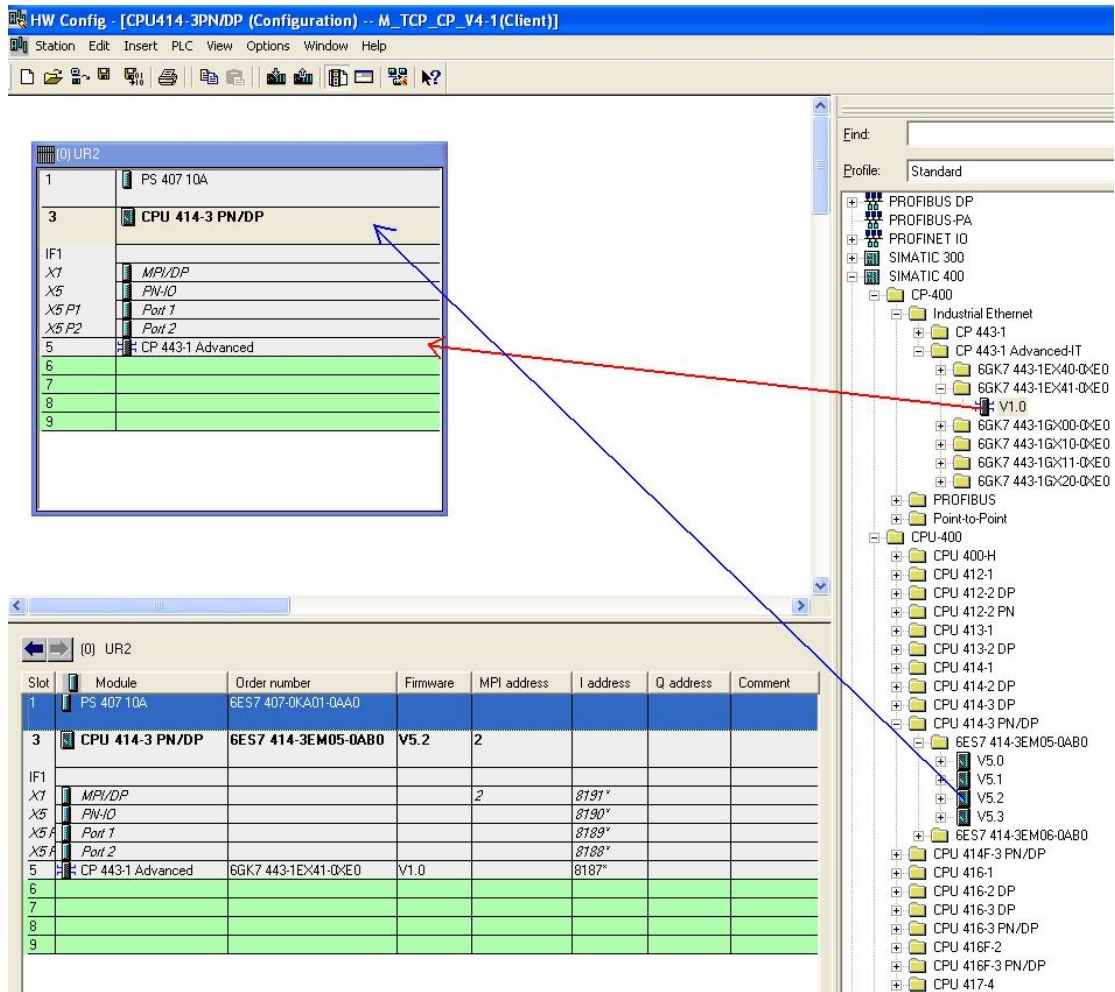 HW Config - [CPU414-3PN/DP (Configuration) -- M_TCP_CP_V4-1(Client)]
Station Edit Insert PLC View Options Window Help
(0) UR2
1 PS 407 10A
3 CPU 414-3 PN/DP
IF1
X1 MPI/DP
X5 PN-IO
X5 P1 Port 1
X5 P2 Port 2
5 CP 443-1 Advanced
6
7
8
9
Find:
Profile: Standard
PROFIBUS DP
PROFIBUS-PA
PROFINET IO
SIMATIC 300
SIMATIC 400
CP-400
Industrial Ethernet
CP 443-1
CP 443-1 Advanced-IT
6GK7 443-1EX40-0XE0
6GK7 443-1EX41-0XE0
V1.0
6GK7 443-1GX00-0XE0
6GK7 443-1GX10-0XE0
6GK7 443-1GX11-0XE0
6GK7 443-1GX20-0XE0
PROFIBUS
Point-to-Point
CPU-400
CPU 400-H
CPU 412-1
CPU 412-2 DP
CPU 412-2 PN
CPU 413-1
CPU 413-2 DP
CPU 414-1
CPU 414-2 DP
CPU 414-3 DP
CPU 414-3 PN/DP
6ES7 414-3EM05-0AB0
V5.0
V5.1
V5.2
V5.3
6ES7 414-3EM06-0AB0
CPU 414F-3 PN/DP
CPU 416-1
CPU 416-2 DP
CPU 416-3 DP
CPU 416-3 PN/DP
CPU 416F-2
CPU 416F-3 PN/DP
CPU 417-4
(0) UR2
Slot Module Order number Firmware MPI address I address Q address Comment
1 PS 407 10A 6ES7 407-0KA01-0AA0
3 CPU 414-3 PN/DP 6ES7 414-3EM05-0AB0 V5.2 2
IF1
X1 MPI/DP 2 8191*
X5 PN-IO 8190*
X5 P Port 1 8189*
X5 P Port 2 8188*
5 CP 443-1 Advanced 6GK7 443-1EX41-0XE0 V1.0 8187*
6
7
8
9